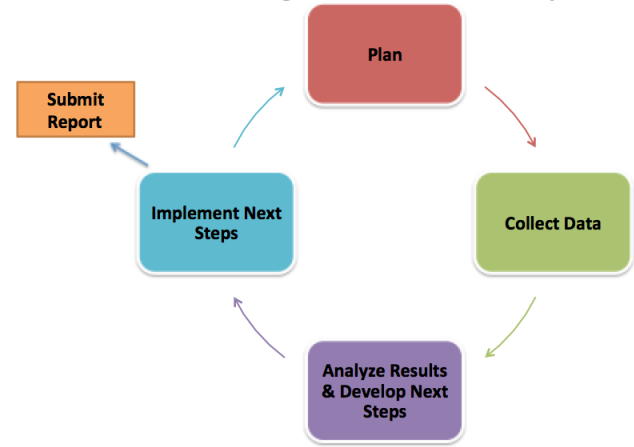 Plan
Submit
Report
Implement Next
Steps
Collect Data
Analyze Results
& Develop Next
Steps